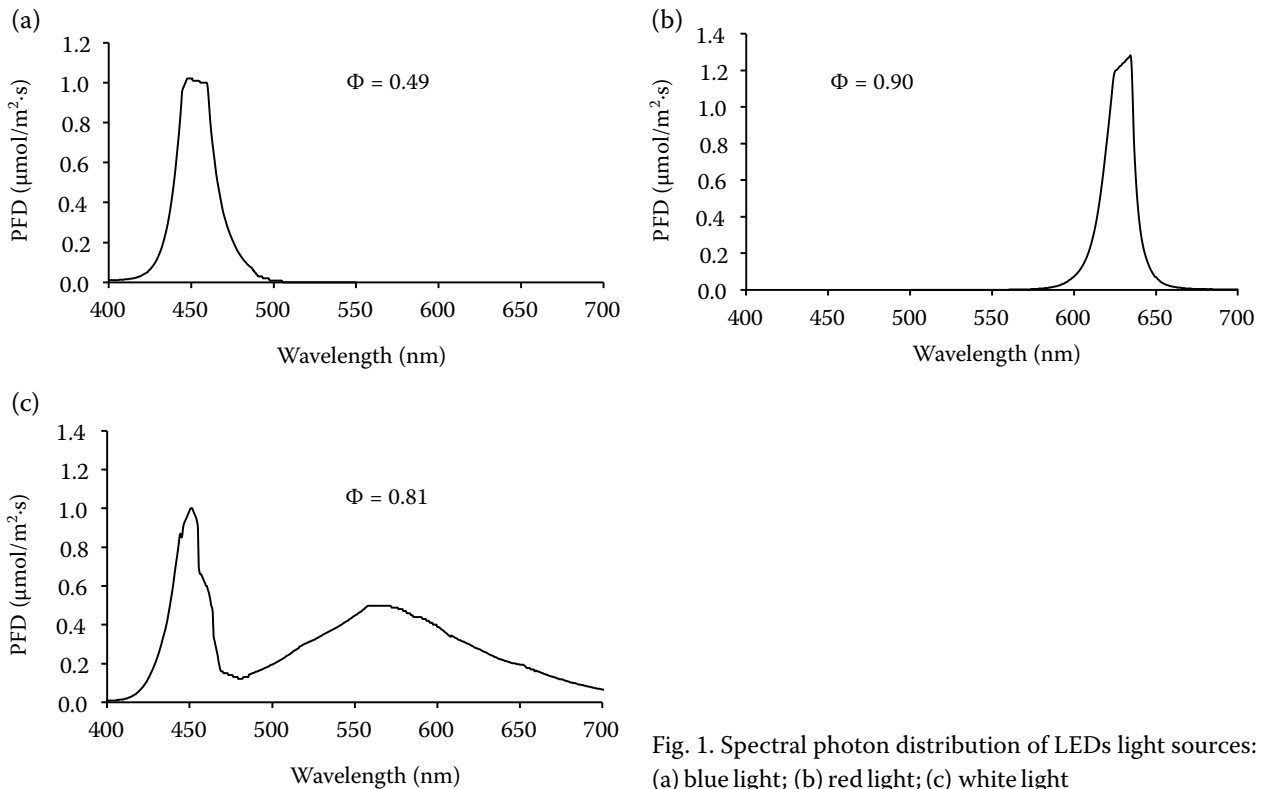 (a)
1.2
1.0
0.8
0.6
0.4
0.2
0.0
PFD (µmol/m²·s)
Φ = 0.49
400 450 500 550 600 650 700
Wavelength (nm)
(b)
1.4
1.2
1.0
0.8
0.6
0.4
0.2
0.0
PFD (µmol/m²·s)
Φ = 0.90
400 450 500 550 600 650 700
Wavelength (nm)
(c)
1.4
1.2
1.0
0.8
0.6
0.4
0.2
0.0
PFD (µmol/m²·s)
Φ = 0.81
400 450 500 550 600 650 700
Wavelength (nm)
Fig. 1. Spectral photon distribution of LEDs light sources:
(a) blue light; (b) red light; (c) white light